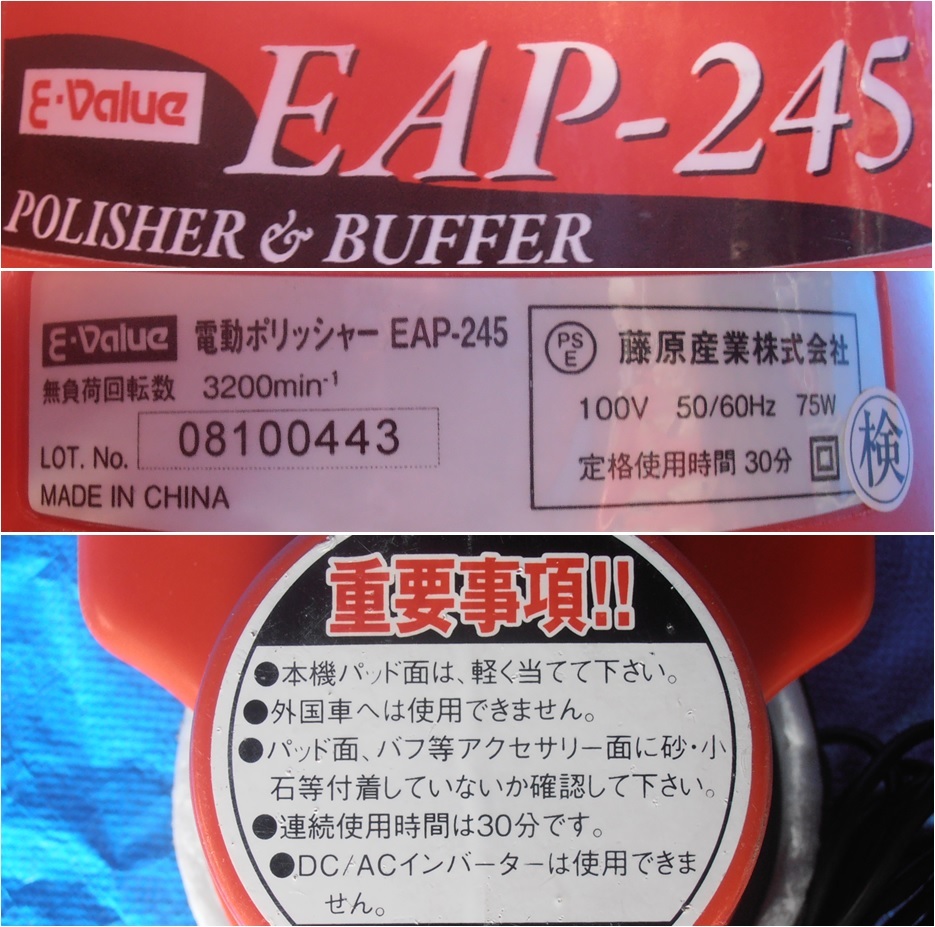 E·Value
EAP-245
POLISHER & BUFFER
E·Value 電動ポリッシャー EAP-245
無負荷回転数 3200min⁻¹
LOT. No. 08100443
MADE IN CHINA
PSE 藤原産業株式会社
100V 50/60Hz 75W
定格使用時間 30分
検
重要事項!!
●本機パッド面は、軽く当てて下さい。
●外国車へは使用できません。
●パッド面、バフ等アクセサリー面に砂・小
石等付着していないか確認して下さい。
●連続使用時間は30分です。
●DC/ACインバーターは使用できま
せん。